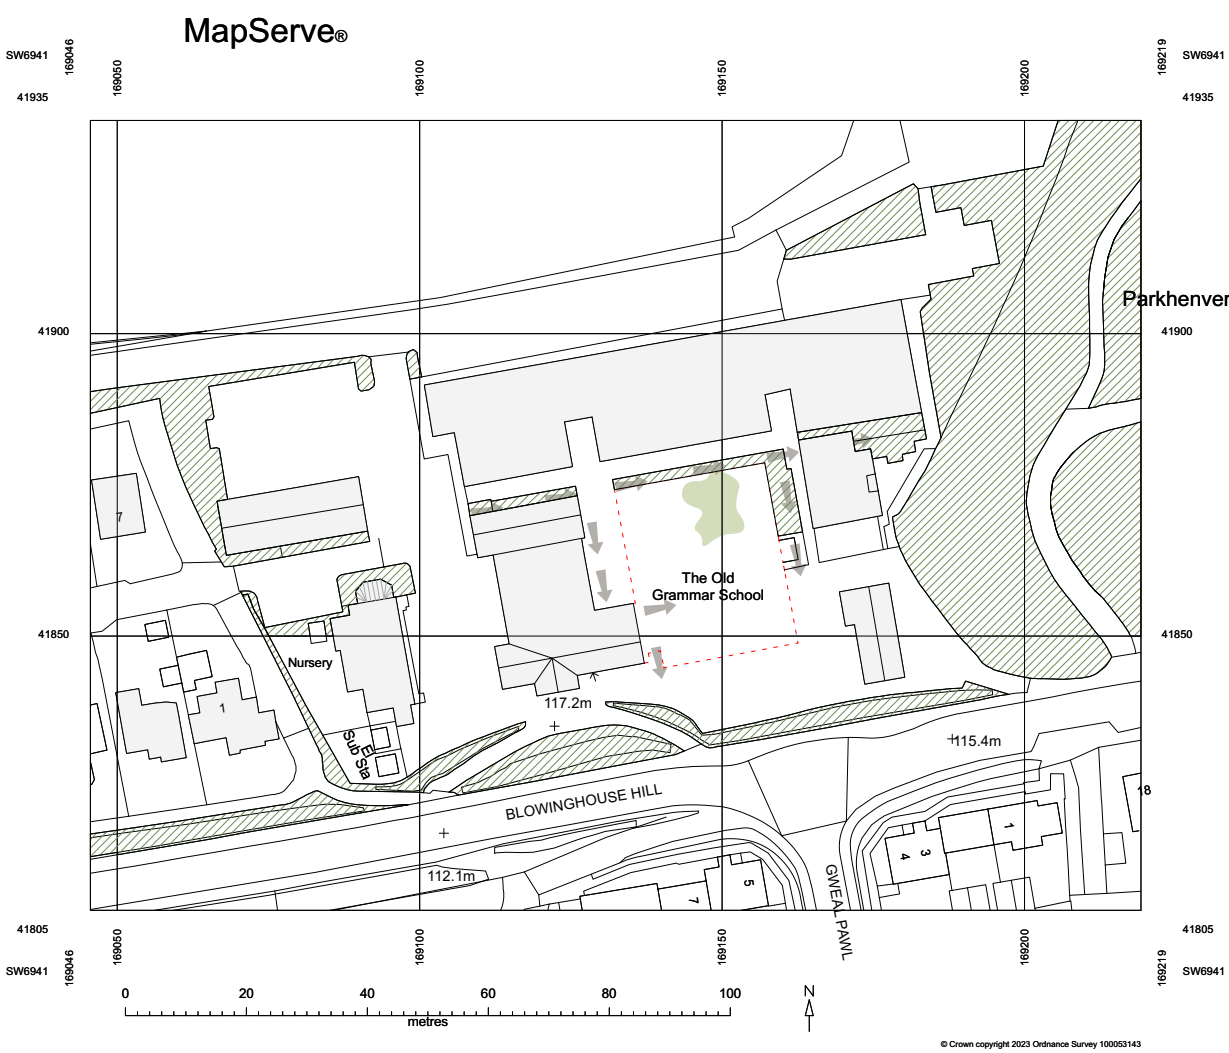 MapServe®
SW6941
169046
169050
169100
169150
169200
169219
SW6941
41935
41935
Parkhenver
41900
41900
7
The Old
Grammar School
41850
41850
Nursery
1
117.2m
El
Sub Sta
115.4m
BLOWINGHOUSE HILL
18
1
3
4
112.1m
5
7
GWEAL PAWL
41805
41805
SW6941
169046
169050
169100
169150
169200
169219
SW6941
0 20 40 60 80 100
metres
N
© Crown copyright 2023 Ordnance Survey 100053143